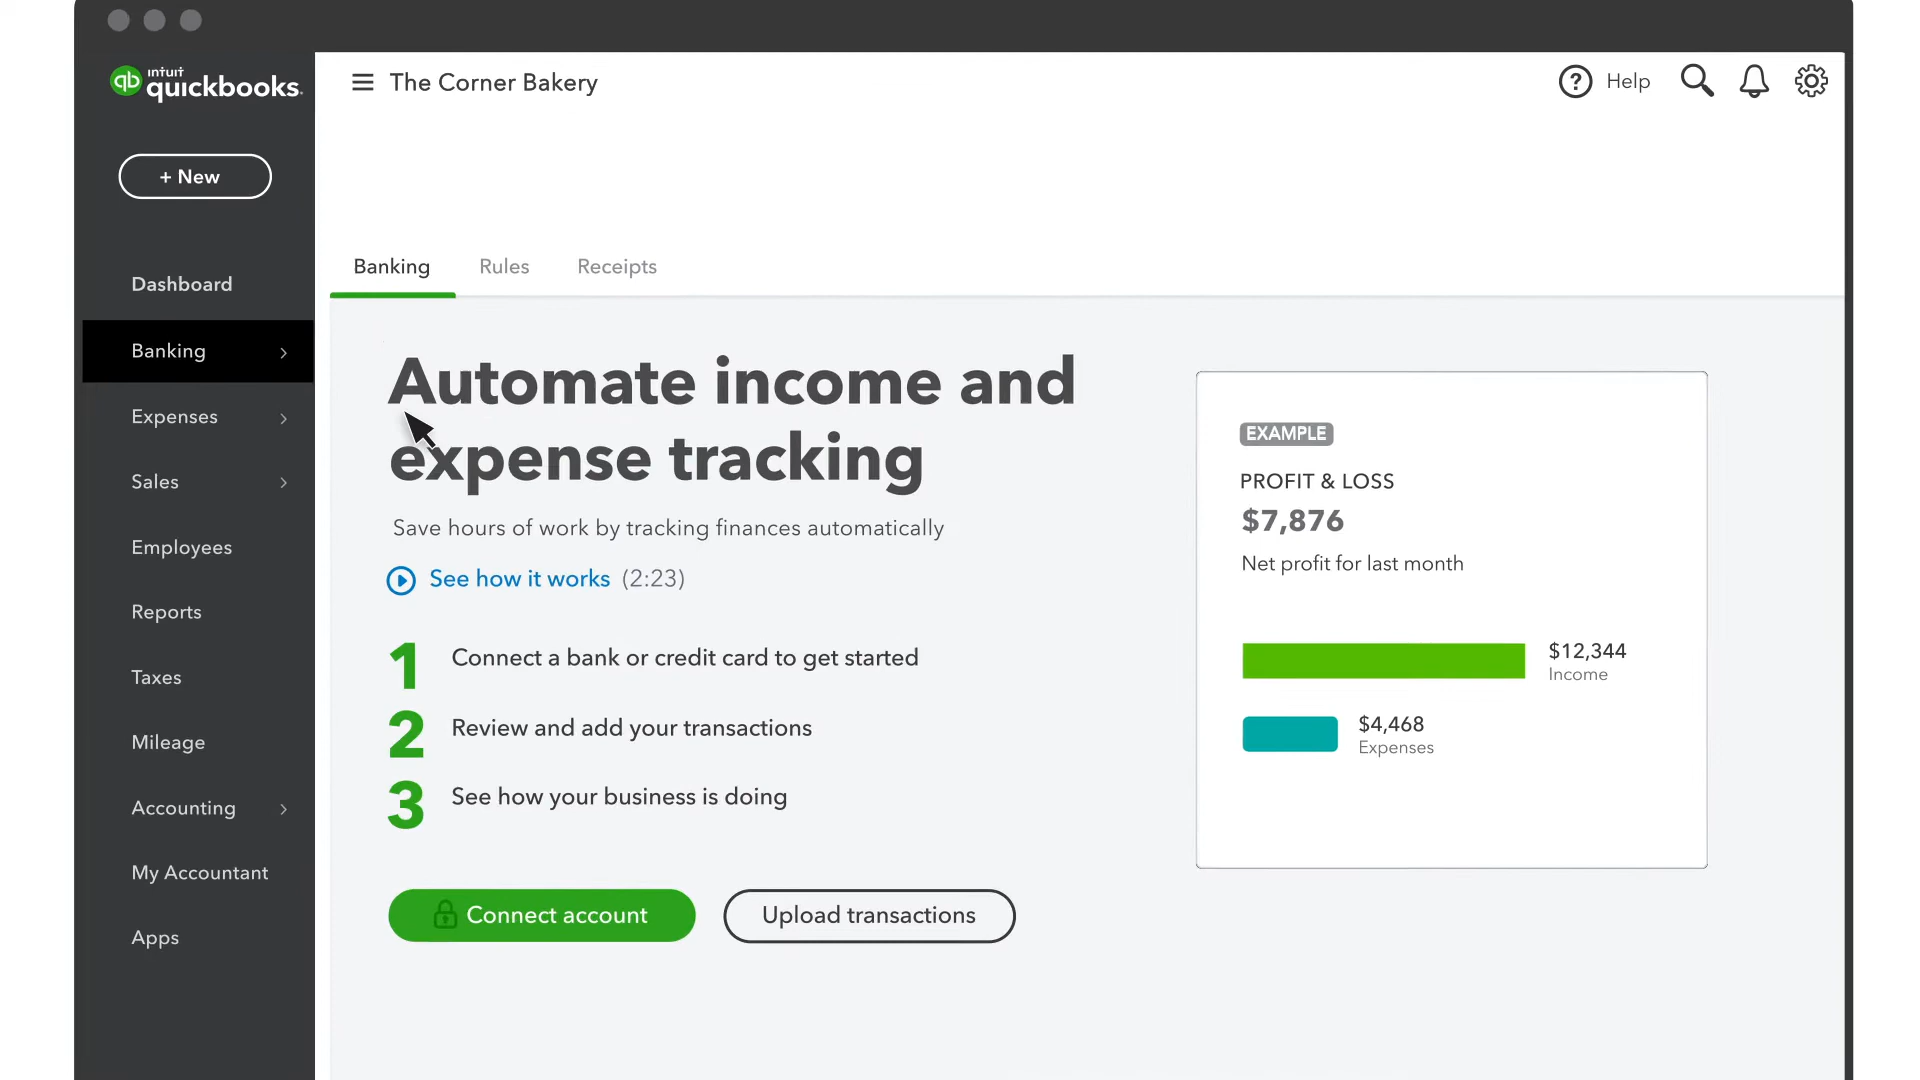 intuit
quickbooks.
The Corner Bakery
Help
+ New
Dashboard
Banking
Expenses
Sales
Employees
Reports
Taxes
Mileage
Accounting
My Accountant
Apps
Banking
Rules
Receipts
Automate income and
expense tracking
Save hours of work by tracking finances automatically
See how it works (2:23)
1 Connect a bank or credit card to get started
2 Review and add your transactions
3 See how your business is doing
Connect account
Upload transactions
EXAMPLE
PROFIT & LOSS
$7,876
Net profit for last month
$12,344
Income
$4,468
Expenses